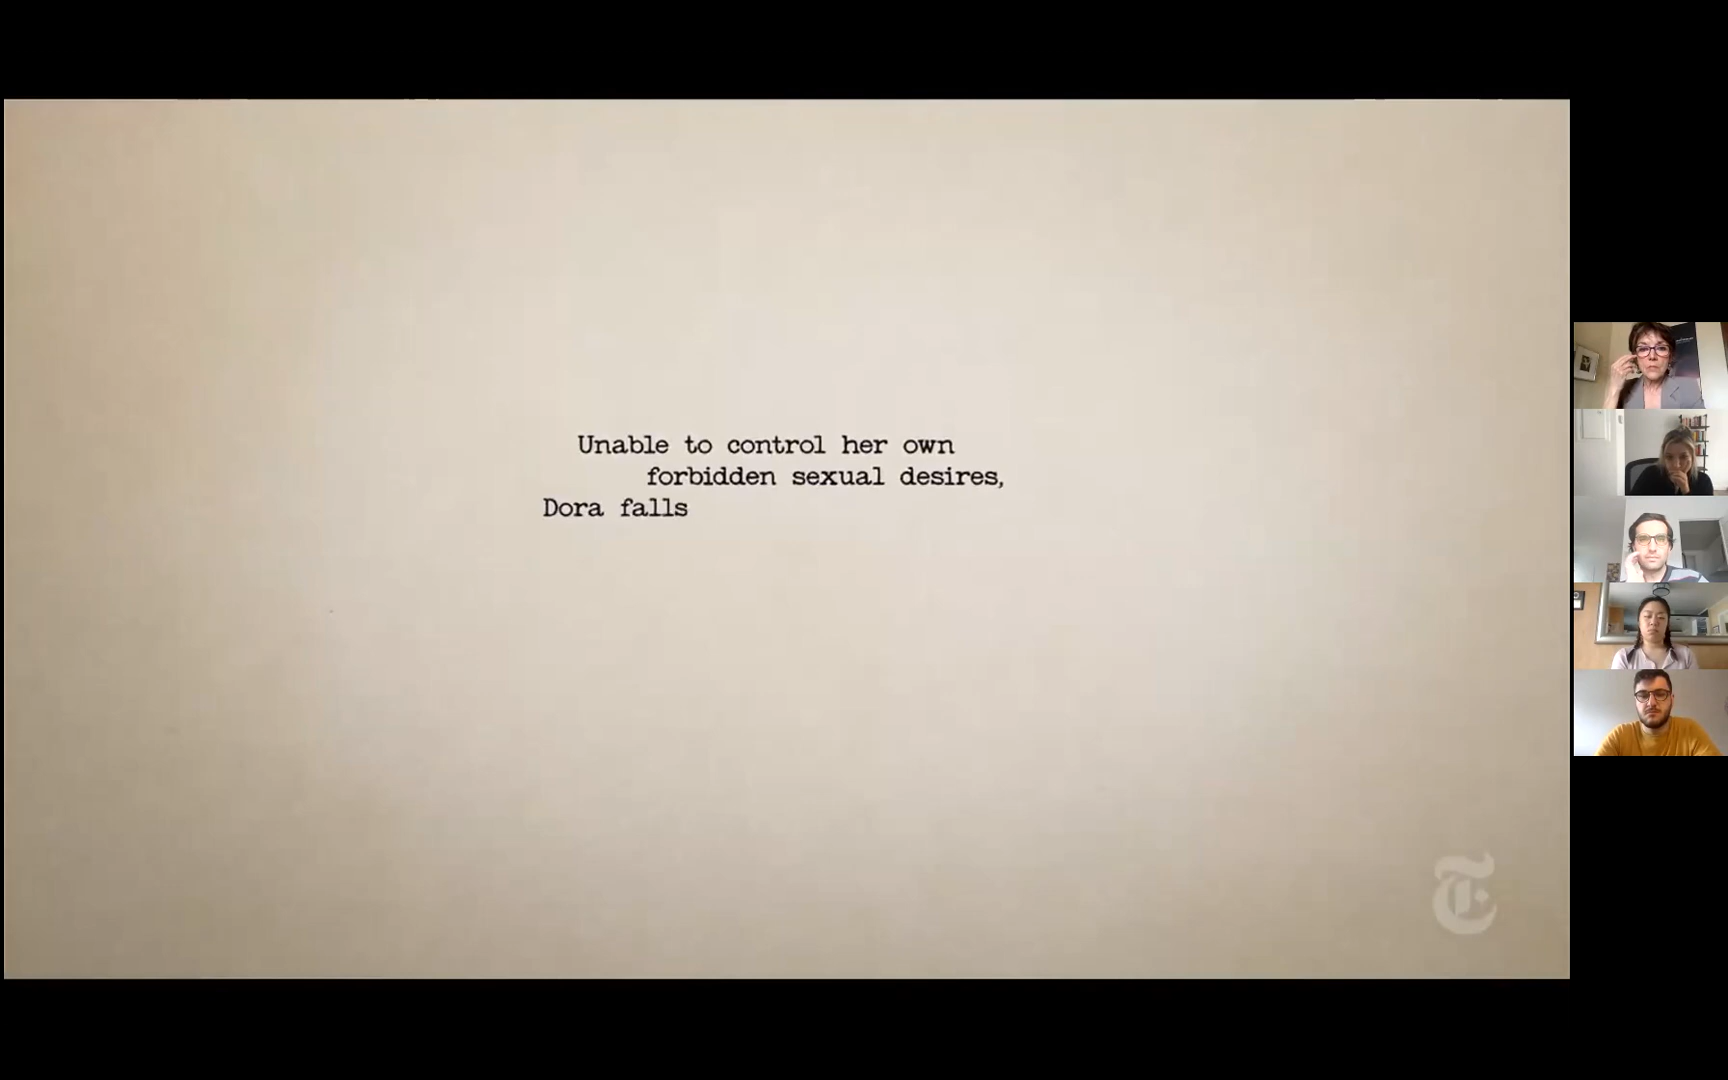 Unable to control her own
forbidden sexual desires,
Dora falls